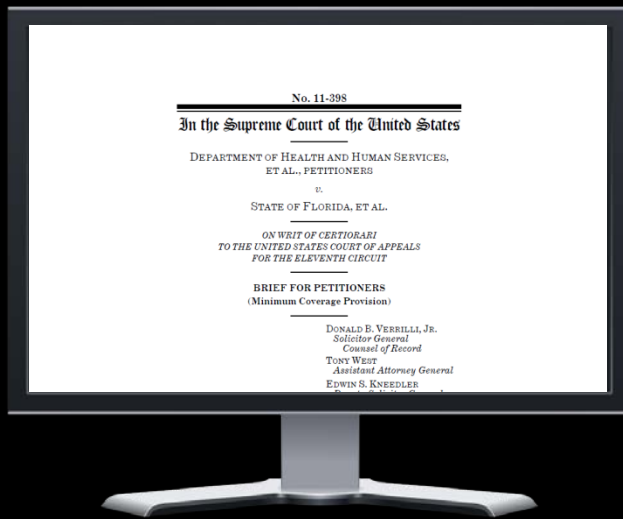 No. 11-398
In the Supreme Court of the United States
DEPARTMENT OF HEALTH AND HUMAN SERVICES,
ET AL., PETITIONERS
v.
STATE OF FLORIDA, ET AL.
ON WRIT OF CERTIORARI
TO THE UNITED STATES COURT OF APPEALS
FOR THE ELEVENTH CIRCUIT
BRIEF FOR PETITIONERS
(Minimum Coverage Provision)
DONALD B. VERRILLI, JR.
Solicitor General
Counsel of Record
TONY WEST
Assistant Attorney General
EDWIN S. KNEEDLER